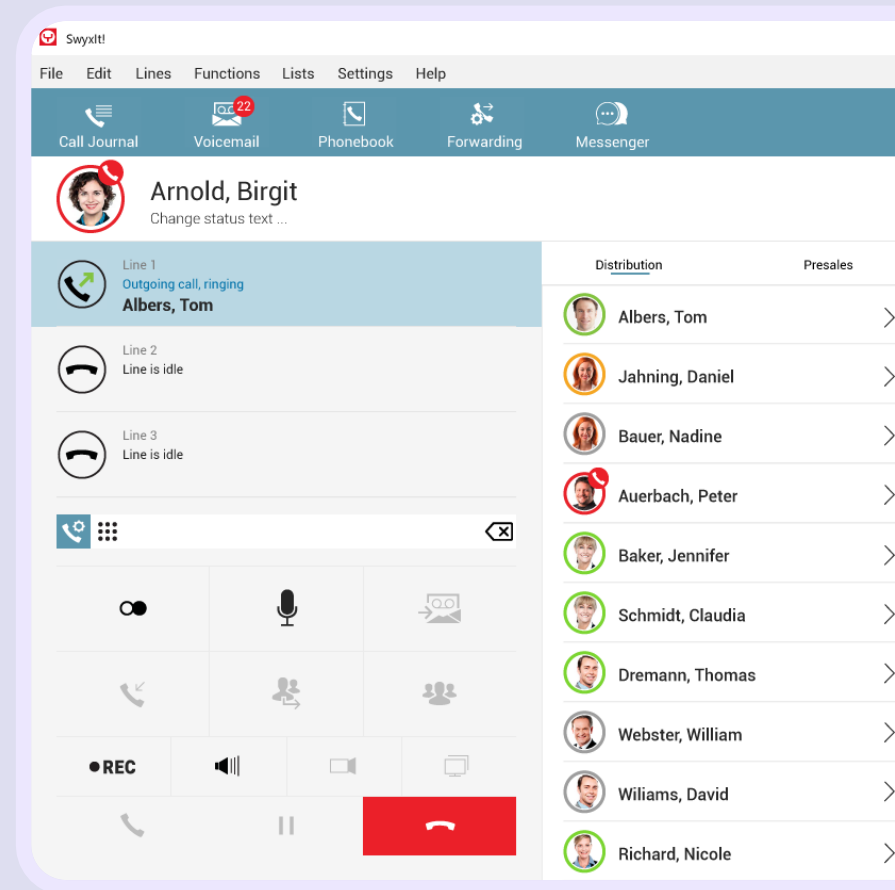 SwyxIt!
File Edit Lines Functions Lists Settings Help
22
Call Journal Voicemail Phonebook Forwarding Messenger
Arnold, Birgit
Change status text ...
Line 1
Outgoing call, ringing
Albers, Tom
Line 2
Line is idle
Line 3
Line is idle
REC
Distribution Presales
Albers, Tom
Jahning, Daniel
Bauer, Nadine
Auerbach, Peter
Baker, Jennifer
Schmidt, Claudia
Dremann, Thomas
Webster, William
Wiliams, David
Richard, Nicole